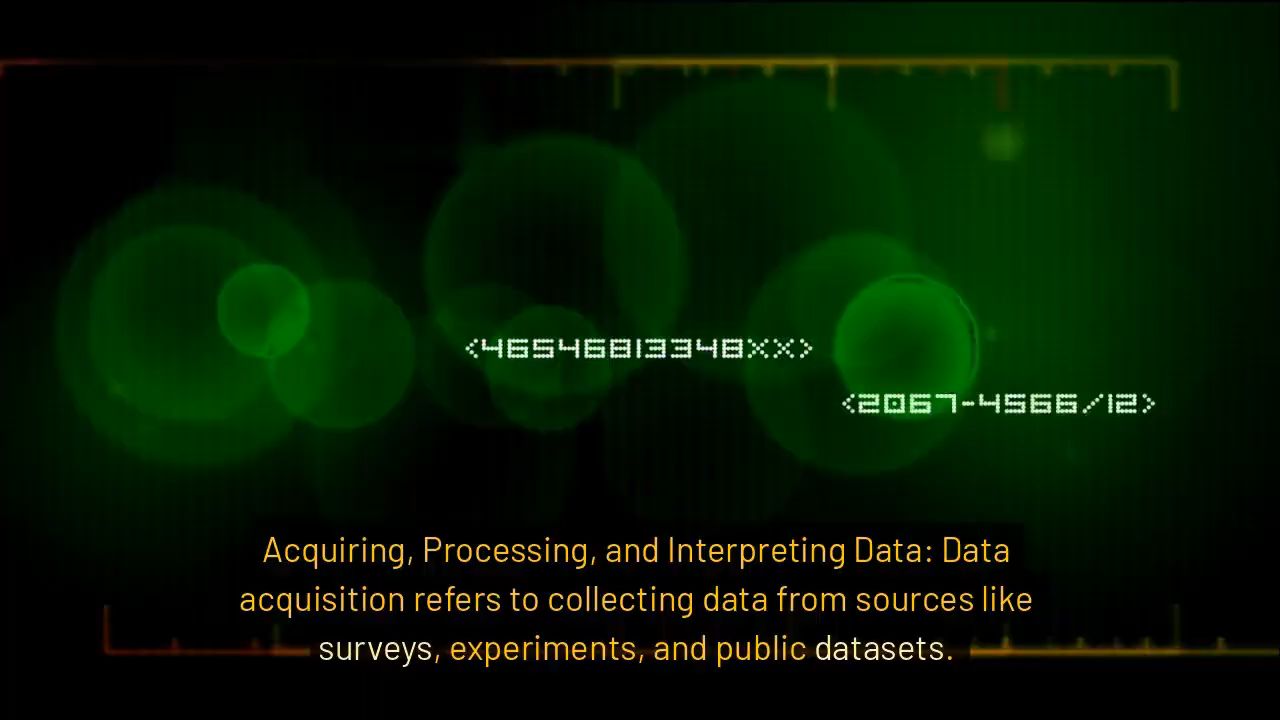 <46546813348XX>
<2067-4566/12>
Acquiring, Processing, and Interpreting Data: Data
acquisition refers to collecting data from sources like
surveys, experiments, and public datasets.